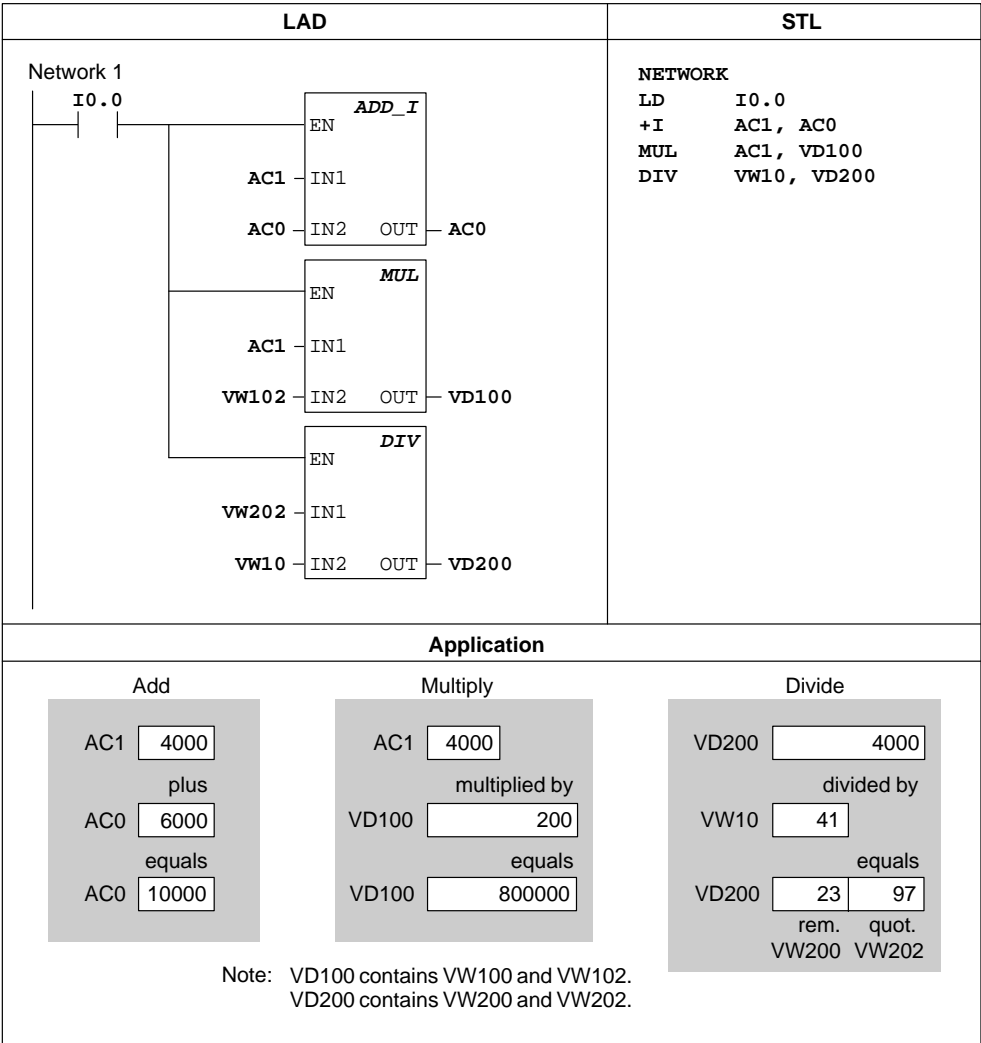 LAD
STL
Network 1
I0.0
ADD_I
EN
AC1 IN1
AC0 IN2 OUT AC0
MUL
EN
AC1 IN1
VW102 IN2 OUT VD100
DIV
EN
VW202 IN1
VW10 IN2 OUT VD200
NETWORK
LD I0.0
+I AC1, AC0
MUL AC1, VD100
DIV VW10, VD200
Application
Add
AC1 4000
plus
AC0 6000
equals
AC0 10000
Multiply
AC1 4000
multiplied by
VD100 200
equals
VD100 800000
Divide
VD200 4000
divided by
VW10 41
equals
VD200 23 97
rem. quot.
VW200 VW202
Note: VD100 contains VW100 and VW102.
VD200 contains VW200 and VW202.